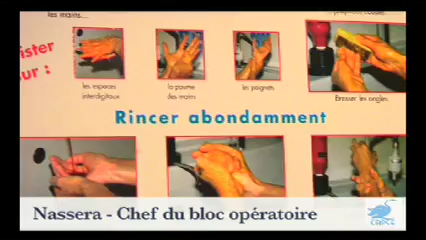 les mains...
ister
ur :
les espaces
interdigitaux
la paume
des mains
les poignets
Brosser les ongles.
Rincer abondamment
Nassera - Chef du bloc opératoire